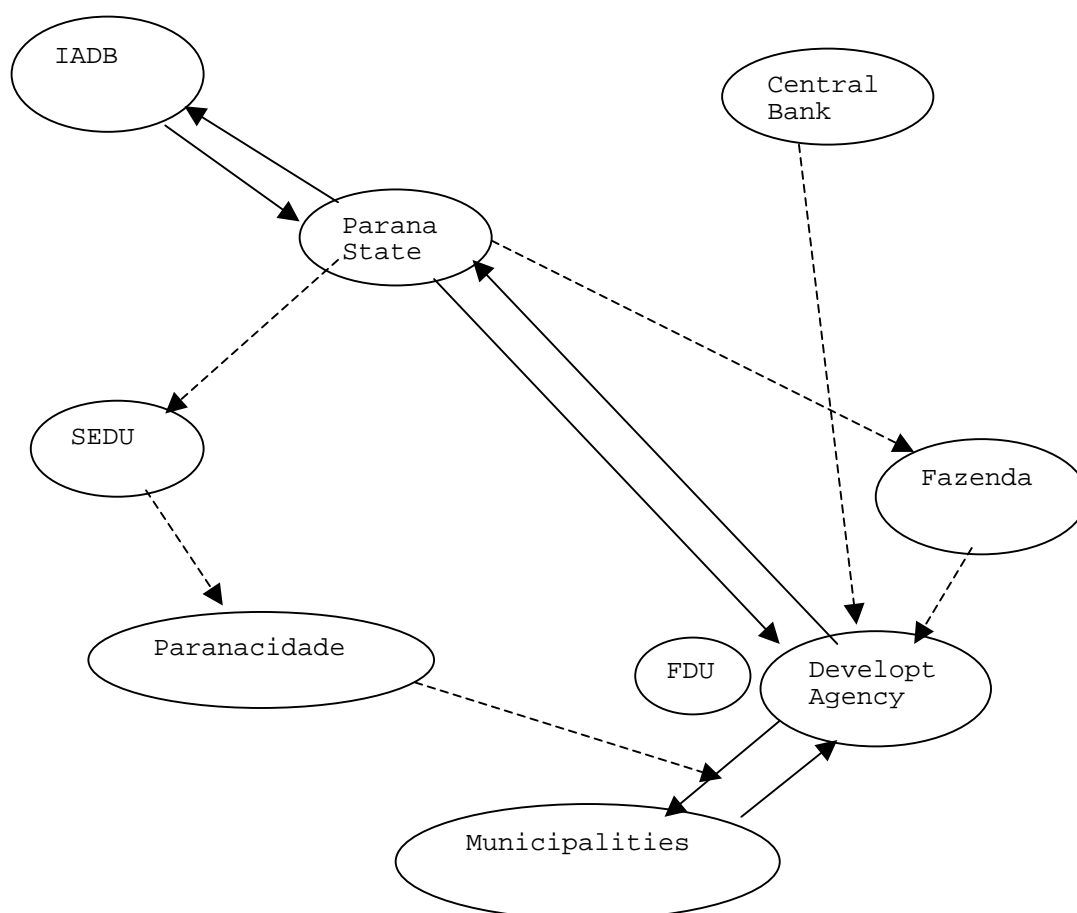 IADB
Central
Bank
Parana
State
SEDU
Fazenda
Paranacidade
FDU
Developt
Agency
Municipalities